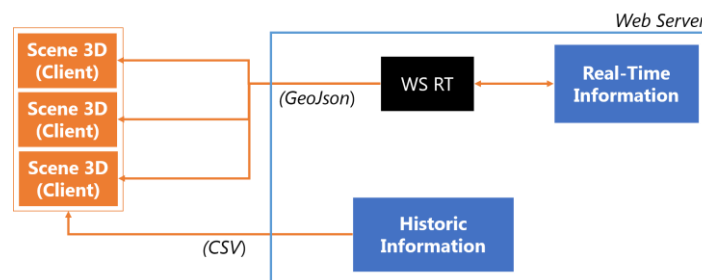 Web Server
Scene 3D
(Client)
Scene 3D
(Client)
Scene 3D
(Client)
(GeoJson)
WS RT
Real-Time
Information
(CSV)
Historic
Information